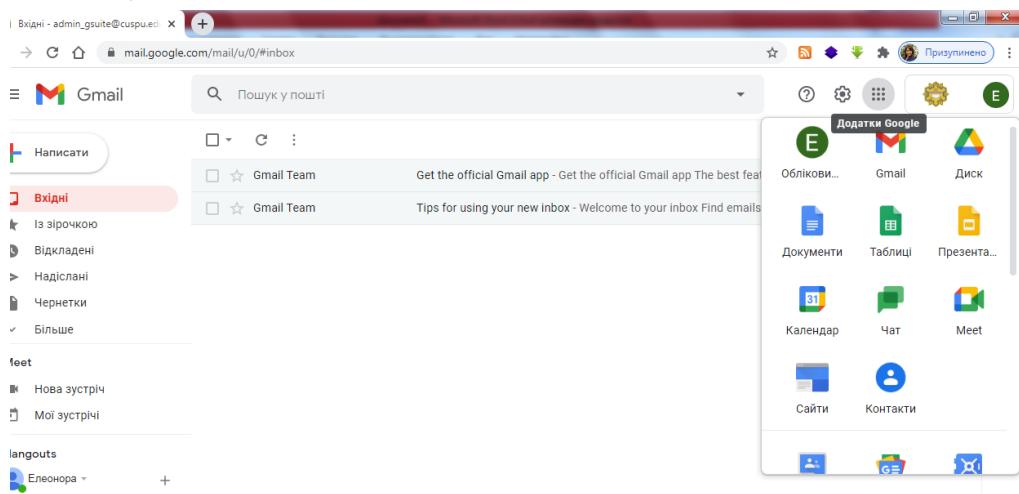 Вхідні - admin_gsuite@cuspu.ed
mail.google.com/mail/u/0/#inbox
Призупинено
Gmail
Пошук у пошті
E
Додатки Google
Написати
Вхідні
Із зірочкою
Відкладені
Надіслані
Чернетки
Більше
Meet
Нова зустріч
Мої зустрічі
Hangouts
Елеонора
Gmail Team
Get the official Gmail app - Get the official Gmail app The best feat
Gmail Team
Tips for using your new inbox - Welcome to your inbox Find emails
E
Обліков и...
Gmail
Диск
Документи
Таблиці
Презента...
31
Календар
Чат
Meet
Сайти
Контакти
GE